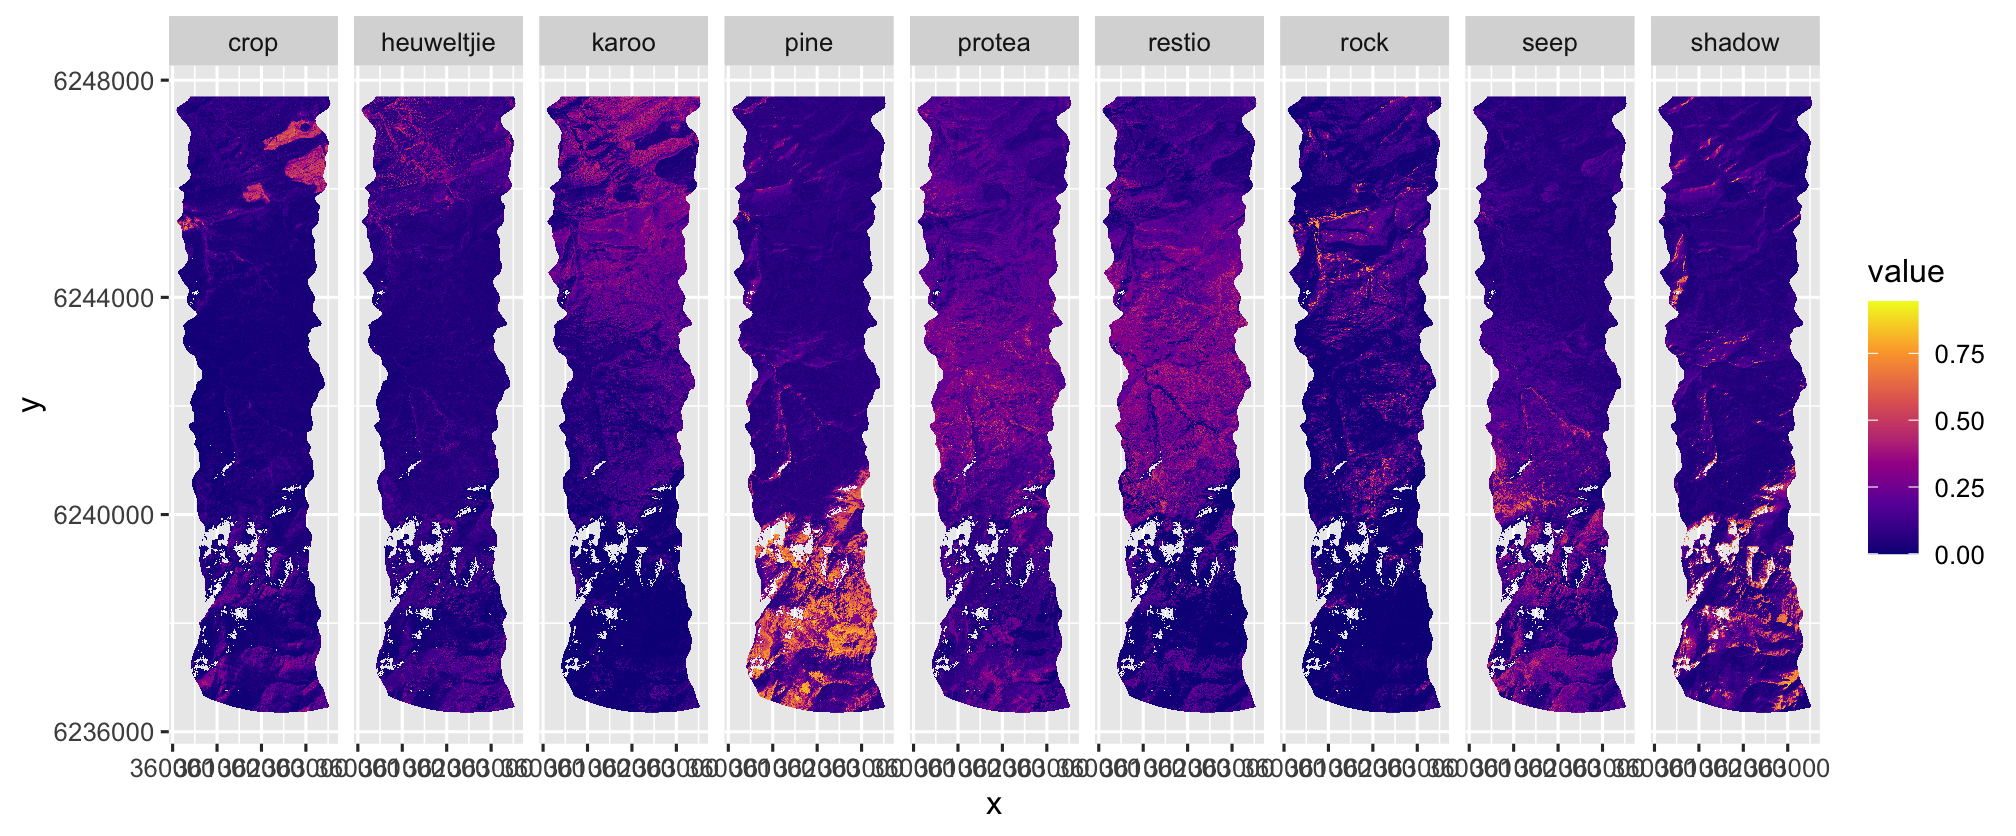 crop heuweltjie karoo pine protea restio rock seep shadow
6248000
6244000
6240000
6236000
y
x
value
0.75
0.50
0.25
0.00